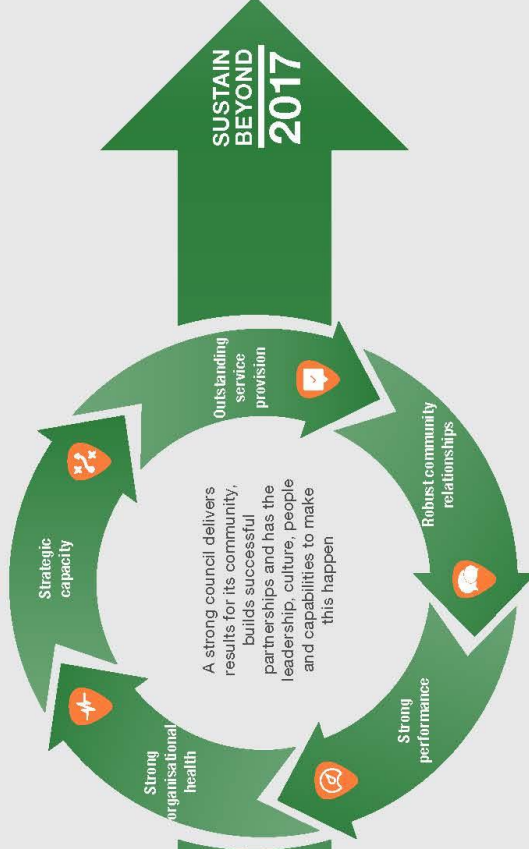 Strong
organisational
health
Strategic
capacity
Outstanding
service
provision
Robust community
relationships
Strong
performance
A strong council delivers
results for its community,
builds successful
partnerships and has the
leadership, culture, people
and capabilities to make
this happen
SUSTAIN
BEYOND
2017